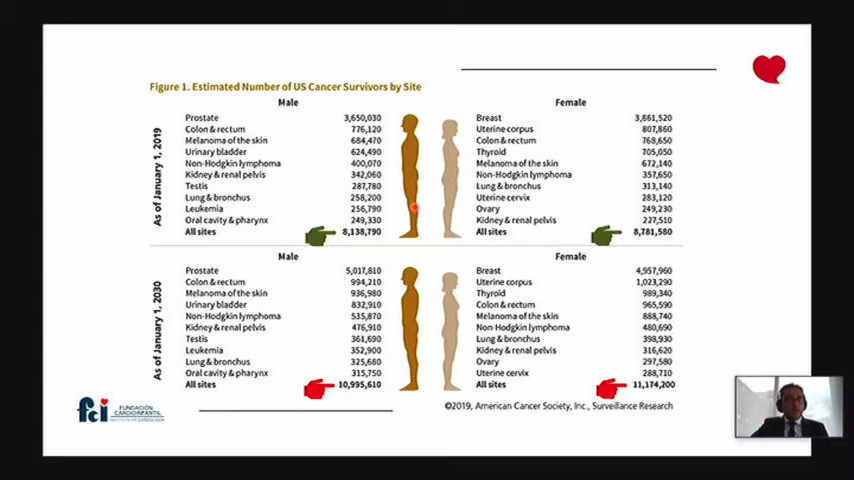 Figure 1. Estimated Number of US Cancer Survivors by Site
As of January 1, 2019
Male
Prostate 3,650,030
Colon & rectum 776,120
Melanoma of the skin 684,470
Urinary bladder 624,490
Non-Hodgkin lymphoma 400,070
Kidney & renal pelvis 342,060
Testis 287,780
Lung & bronchus 258,200
Leukemia 256,790
Oral cavity & pharynx 249,330
All sites 8,138,790
Female
Breast 3,861,520
Uterine corpus 807,860
Colon & rectum 768,650
Thyroid 705,050
Melanoma of the skin 672,140
Non-Hodgkin lymphoma 357,650
Lung & bronchus 313,140
Uterine cervix 283,120
Ovary 249,230
Kidney & renal pelvis 227,510
All sites 8,781,580
As of January 1, 2030
Male
Prostate 5,017,810
Colon & rectum 994,210
Melanoma of the skin 936,980
Urinary bladder 832,910
Non-Hodgkin lymphoma 535,870
Kidney & renal pelvis 476,910
Testis 361,690
Leukemia 352,900
Lung & bronchus 325,680
Oral cavity & pharynx 315,750
All sites 10,995,610
Female
Breast 4,957,960
Uterine corpus 1,023,290
Thyroid 989,340
Colon & rectum 965,590
Melanoma of the skin 888,740
Non-Hodgkin lymphoma 480,690
Lung & bronchus 398,930
Kidney & renal pelvis 316,620
Ovary 297,580
Uterine cervix 288,710
All sites 11,174,200
©2019, American Cancer Society, Inc., Surveillance Research
fci
FUNDACIÓN
CARDIOINFANTIL